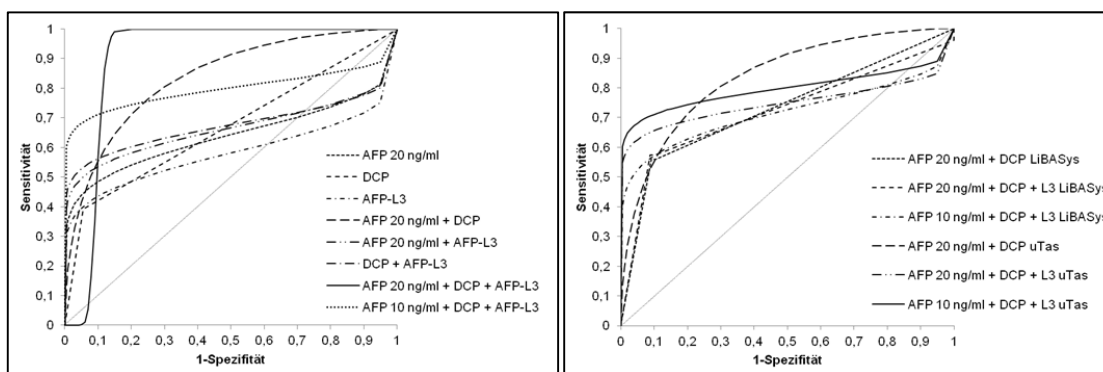 1
0,9
0,8
0,7
0,6
0,5
0,4
0,3
0,2
0,1
0
Sensitivität
0 0,1 0,2 0,3 0,4 0,5 0,6 0,7 0,8 0,9 1
1-Spezifität
AFP 20 ng/ml
DCP
AFP-L3
AFP 20 ng/ml + DCP
AFP 20 ng/ml + AFP-L3
DCP + AFP-L3
AFP 20 ng/ml + DCP + AFP-L3
AFP 10 ng/ml + DCP + AFP-L3
1
0,9
0,8
0,7
0,6
0,5
0,4
0,3
0,2
0,1
0
Sensitivität
0 0,1 0,2 0,3 0,4 0,5 0,6 0,7 0,8 0,9 1
1-Spezifität
AFP 20 ng/ml + DCP LiBASys
AFP 20 ng/ml + DCP + L3 LiBASys
AFP 10 ng/ml + DCP + L3 LiBASys
AFP 20 ng/ml + DCP uTas
AFP 20 ng/ml + DCP + L3 uTas
AFP 10 ng/ml + DCP + L3 uTas